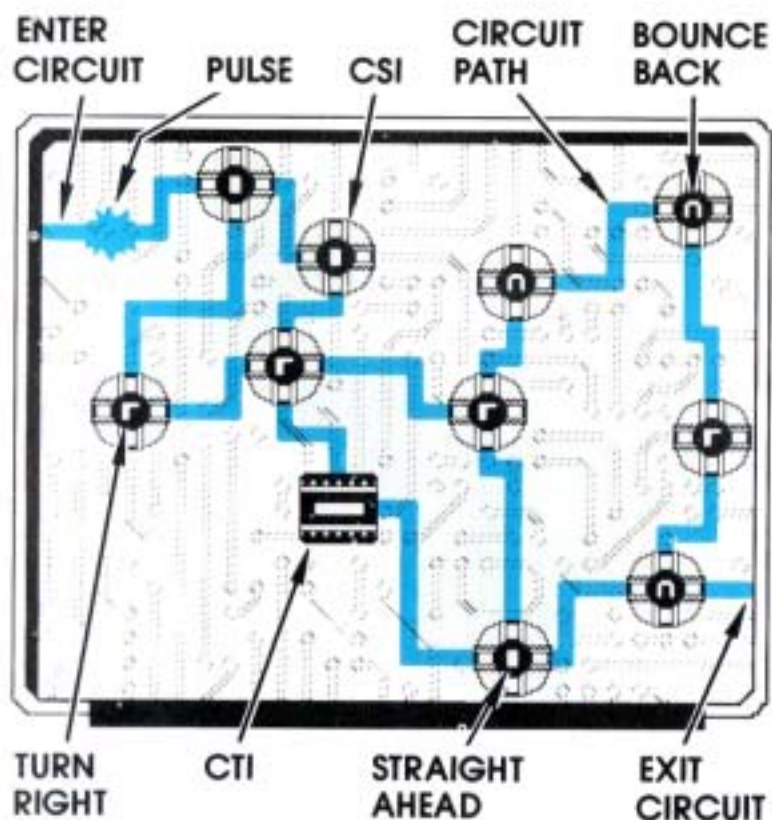 ENTER
CIRCUIT
PULSE
CSI
CIRCUIT
PATH
BOUNCE
BACK
TURN
RIGHT
CTI
STRAIGHT
AHEAD
EXIT
CIRCUIT